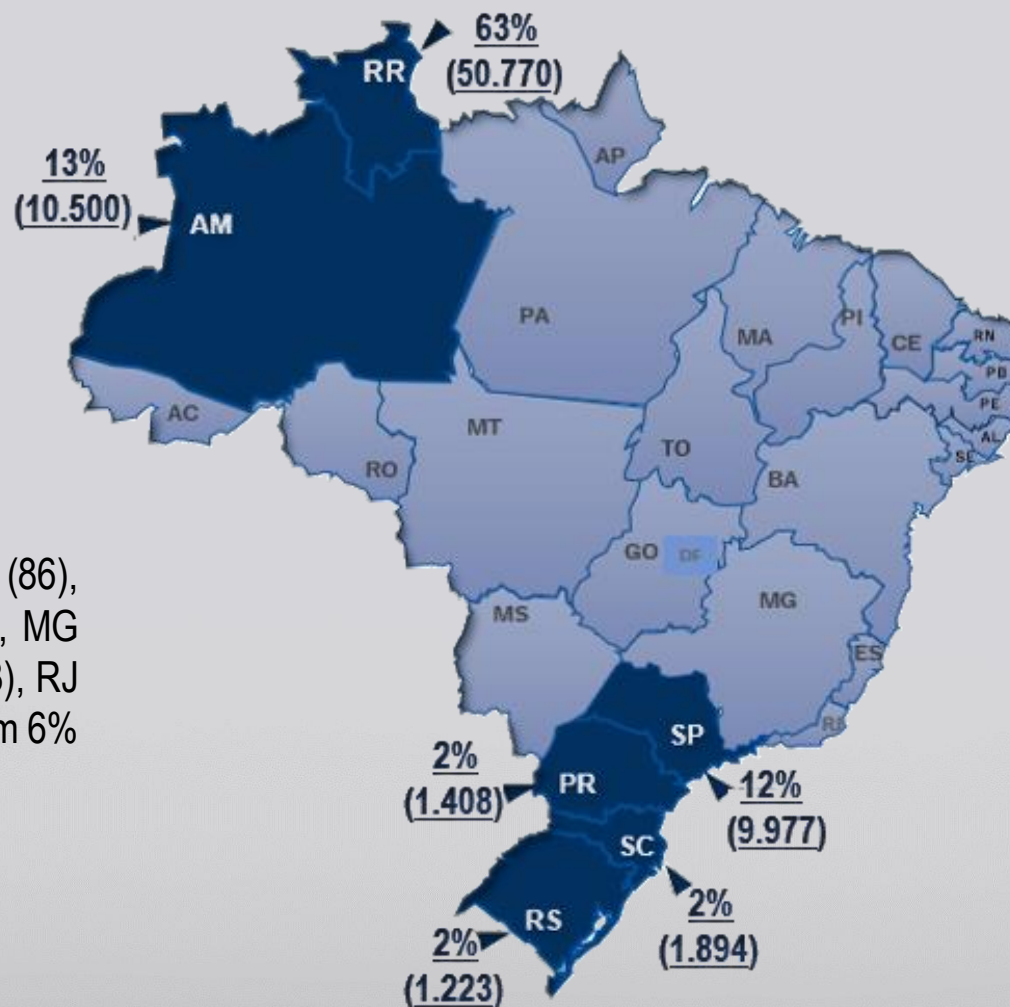 63%
(50.770)
RR
AP
13%
(10.500)
AM
PA
MA
PI
CE
RN
PB
PE
AL
SE
AC
RO
MT
TO
BA
GO
DF
MG
MS
ES
RJ
(86),
, MG
), RJ
6%
SP
PR
2%
(1.408)
12%
(9.977)
SC
RS
2%
(1.894)
2%
(1.223)